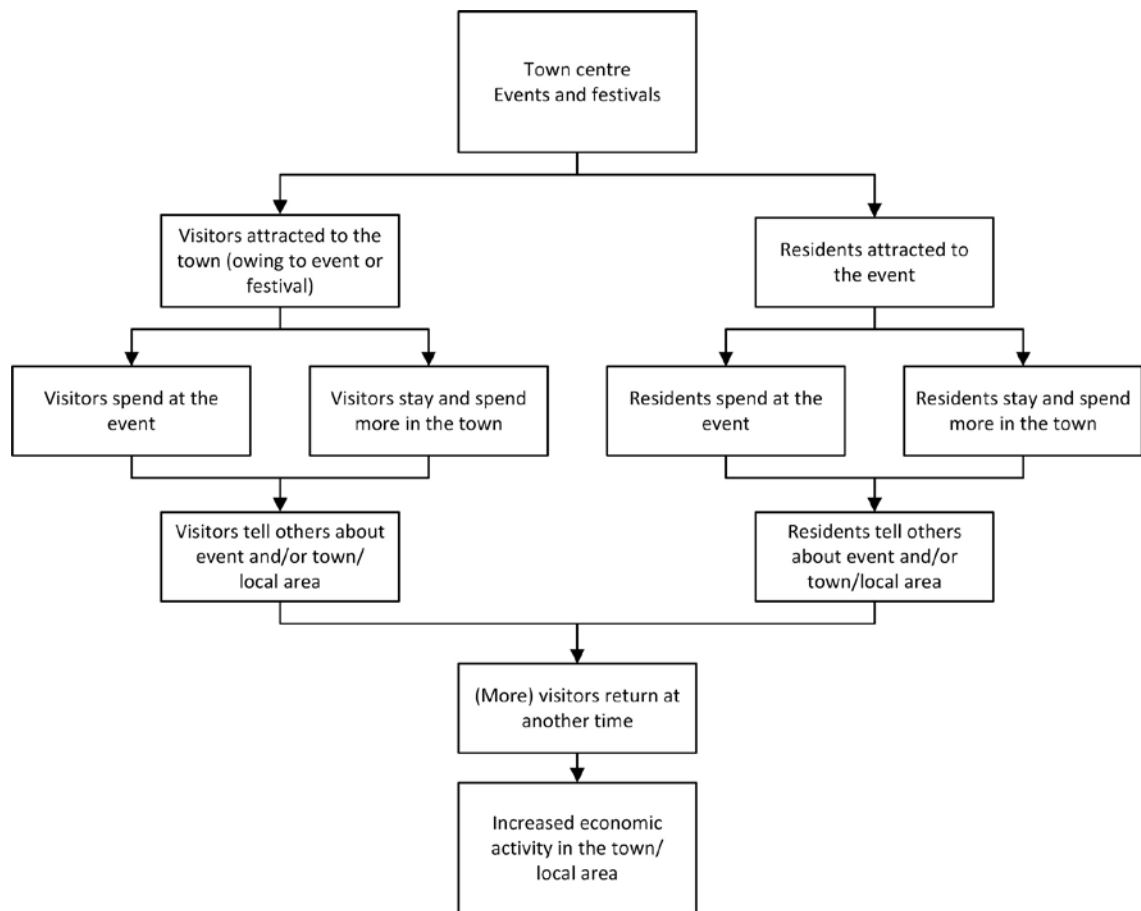 Town centre
Events and festivals
Visitors attracted to the
town (owing to event or
festival)
Residents attracted to
the event
Visitors spend at the
event
Visitors stay and spend
more in the town
Residents spend at the
event
Residents stay and spend
more in the town
Visitors tell others about
event and/or town/
local area
Residents tell others
about event and/or
town/local area
(More) visitors return at
another time
Increased economic
activity in the town/
local area